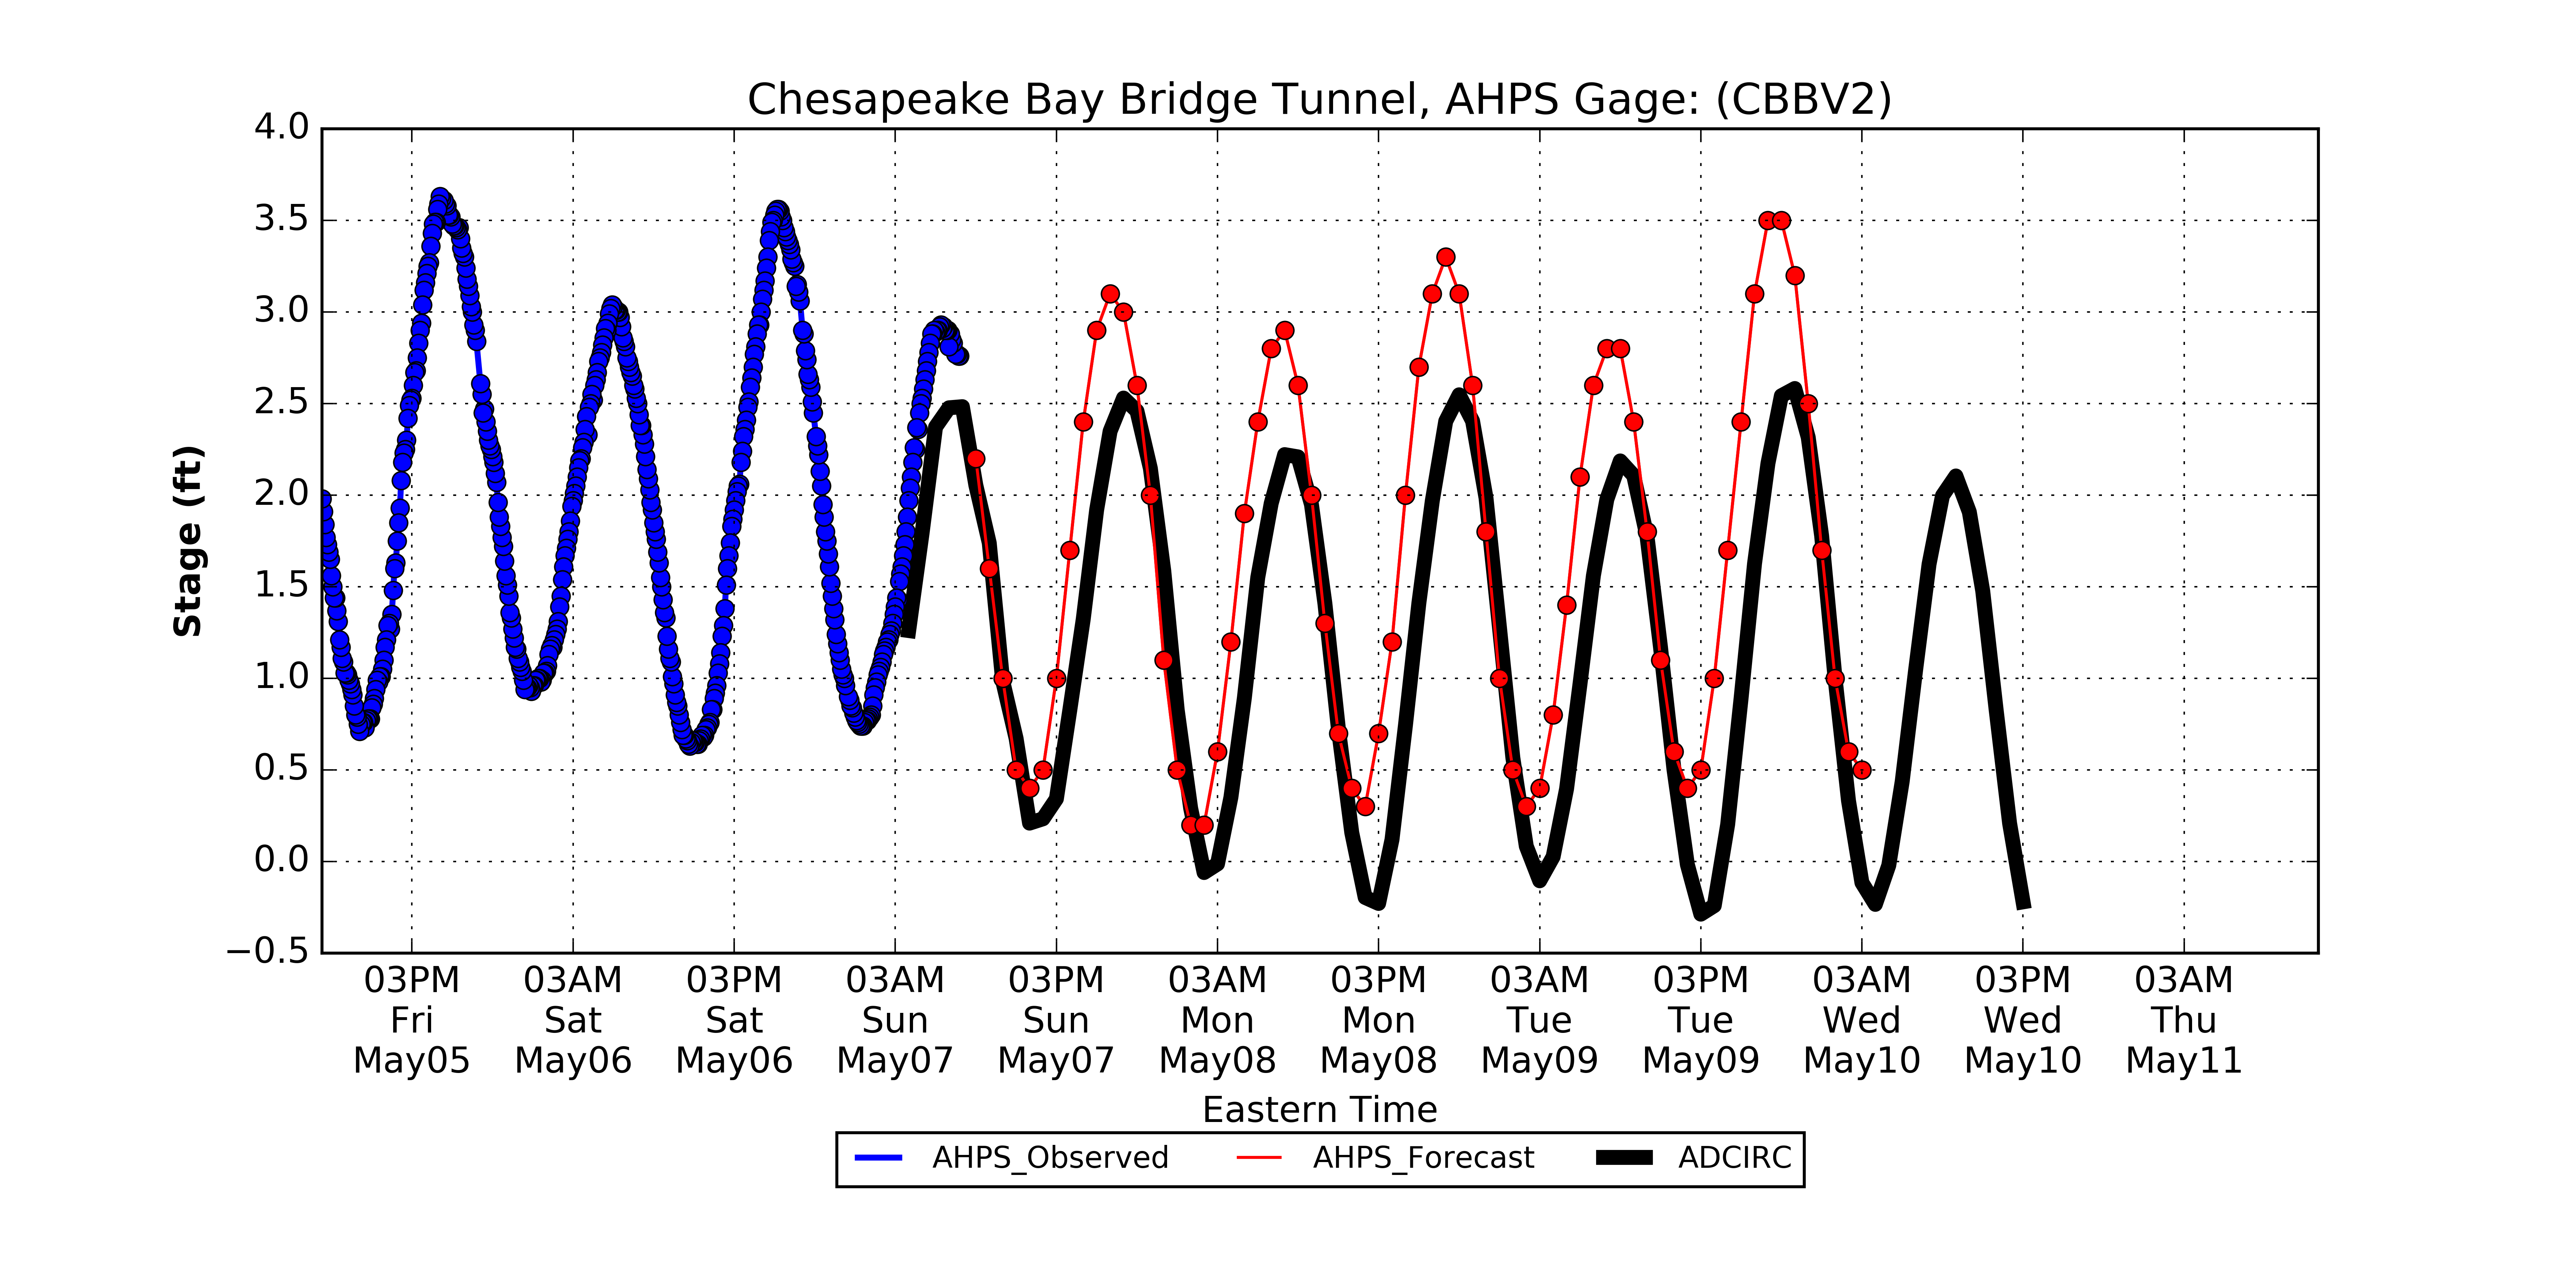 Chesapeake Bay Bridge Tunnel, AHPS Gage: (CBBV2)
4.0
3.5
3.0
2.5
2.0
1.5
1.0
0.5
0.0
−0.5
Stage (ft)
03PM 03AM 03PM 03AM 03PM 03AM 03PM 03AM 03PM 03AM 03PM 03AM
Fri Sat Sat Sun Sun Mon Mon Tue Tue Wed Wed Thu
May05 May06 May06 May07 May07 May08 May08 May09 May09 May10 May10 May11
Eastern Time
AHPS_Observed AHPS_Forecast ADCIRC